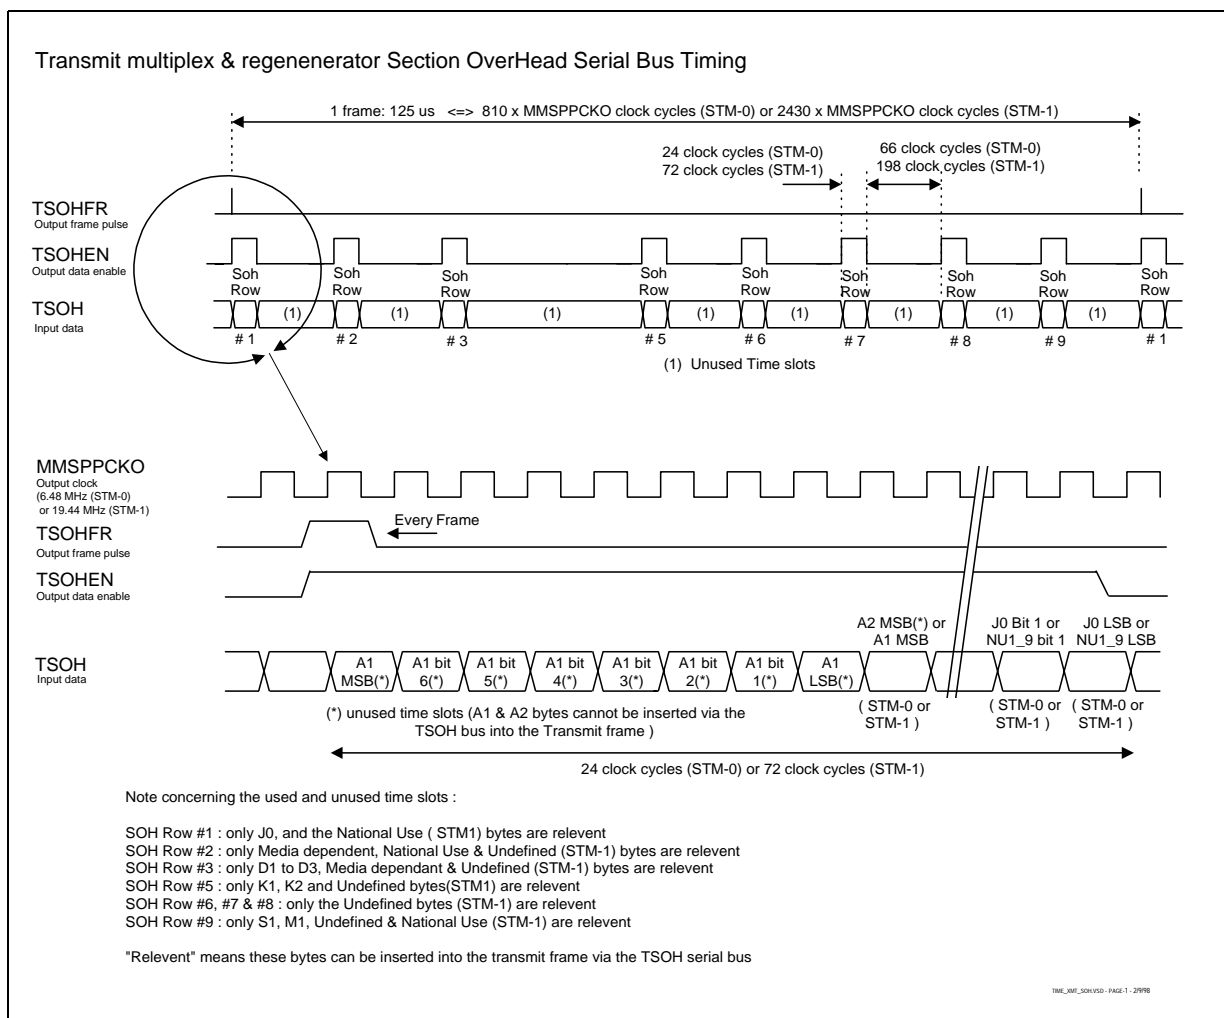 Transmit multiplex & regenenerator Section OverHead Serial Bus Timing
1 frame: 125 us <=> 810 x MMSPPCKO clock cycles (STM-0) or 2430 x MMSPPCKO clock cycles (STM-1)
24 clock cycles (STM-0)
72 clock cycles (STM-1)
66 clock cycles (STM-0)
198 clock cycles (STM-1)
TSOHFR
Output frame pulse
TSOHEN
Output data enable
Soh Soh Soh Soh Soh Soh Soh Soh Soh
Row Row Row Row Row Row Row Row Row
TSOH
Input data
(1) (1) (1) (1) (1) (1) (1) (1)
# 1 # 2 # 3 # 5 # 6 # 7 # 8 # 9 # 1
(1) Unused Time slots
MMSPPCKO
Output clock
(6.48 MHz (STM-0)
or 19.44 MHz (STM-1)
TSOHFR
Output frame pulse
Every Frame
TSOHEN
Output data enable
A2 MSB(*) or
A1 MSB
J0 Bit 1 or
NU1_9 bit 1
J0 LSB or
NU1_9 LSB
TSOH
Input data
A1
MSB(*)
A1 bit
6(*)
A1 bit
5(*)
A1 bit
4(*)
A1 bit
3(*)
A1 bit
2(*)
A1 bit
1(*)
A1
LSB(*)
( STM-0 or
STM-1 )
( STM-0 or
STM-1 )
( STM-0 or
STM-1 )
(*) unused time slots (A1 & A2 bytes cannot be inserted via the
TSOH bus into the Transmit frame )
24 clock cycles (STM-0) or 72 clock cycles (STM-1)
Note concerning the used and unused time slots :
SOH Row #1 : only J0, and the National Use ( STM1) bytes are relevent
SOH Row #2 : only Media dependent, National Use & Undefined (STM-1) bytes are relevent
SOH Row #3 : only D1 to D3, Media dependant & Undefined (STM-1) bytes are relevent
SOH Row #5 : only K1, K2 and Undefined bytes(STM1) are relevent
SOH Row #6, #7 & #8 : only the Undefined bytes (STM-1) are relevent
SOH Row #9 : only S1, M1, Undefined & National Use (STM-1) are relevent
"Relevent" means these bytes can be inserted into the transmit frame via the TSOH serial bus
TIME_XMT_SOH.VSD - PAGE-1 - 2/9/98